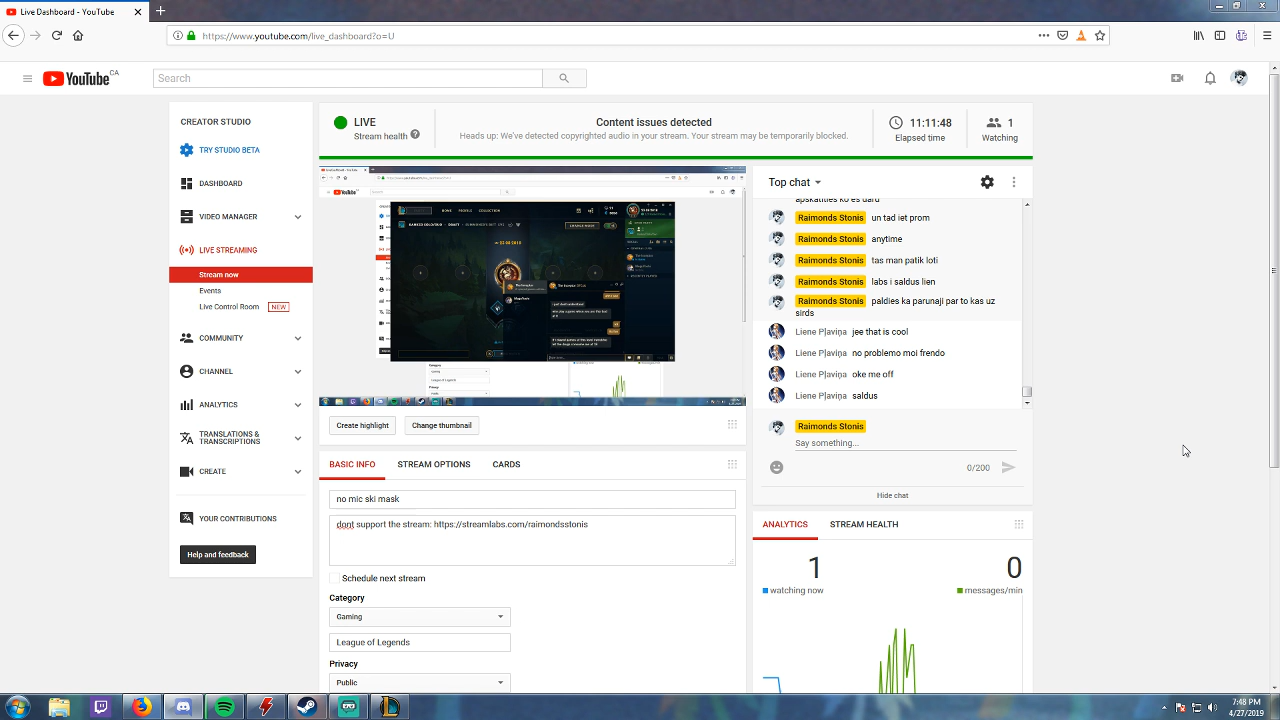 Live Dashboard - YouTube
https://www.youtube.com/live_dashboard?o=U
YouTube CA
Search
CREATOR STUDIO
TRY STUDIO BETA
DASHBOARD
VIDEO MANAGER
LIVE STREAMING
Stream now
Events
Live Control Room NEW
COMMUNITY
CHANNEL
ANALYTICS
TRANSLATIONS &
TRANSCRIPTIONS
CREATE
YOUR CONTRIBUTIONS
Help and feedback
LIVE
Stream health ?
Content issues detected
Heads up: We've detected copyrighted audio in your stream. Your stream may be temporarily blocked.
11:11:48
Elapsed time
1
Watching
Create highlight
Change thumbnail
BASIC INFO
STREAM OPTIONS
CARDS
no mic ski mask
dont support the stream: https://streamlabs.com/raimondsstonis
Schedule next stream
Category
Gaming
League of Legends
Privacy
Public
Top chat
apskatities ko es daru
Raimonds Stonis un tad iet prom
Raimonds Stonis anytime
Raimonds Stonis tas man patik loti
Raimonds Stonis labs i saldus lien
Raimonds Stonis paldies ka parunaji par to kas uz
sirds
Liene Pļaviņa jee that is cool
Liene Pļaviņa no problemo moi frendo
Liene Pļaviņa oke me off
Liene Pļaviņa saldus
Raimonds Stonis
Say something...
0/200
Hide chat
ANALYTICS
STREAM HEALTH
1
watching now
0
messages/min
7:48 PM
4/27/2019